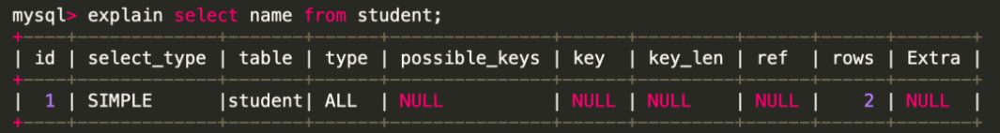 mysql> explain select name from student;
+----+-------------+-------+------+---------------+------+---------+------+------+-------+
| id | select_type | table | type | possible_keys | key | key_len | ref | rows | Extra |
+----+-------------+-------+------+---------------+------+---------+------+------+-------+
| 1 | SIMPLE |student| ALL | NULL | NULL | NULL | NULL | 2 | NULL |
+----+-------------+-------+------+---------------+------+---------+------+------+-------+